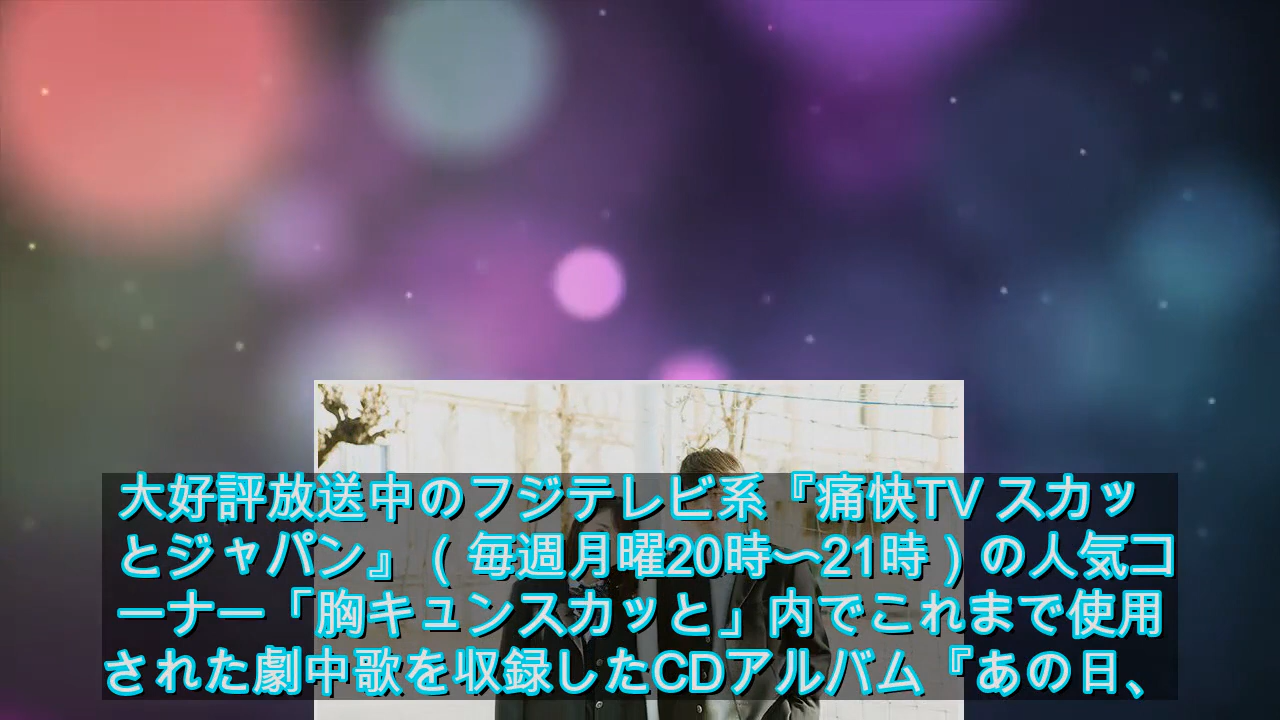 大好評放送中のフジテレビ系『痛快TV スカッ
とジャパン』（毎週月曜20時〜21時）の人気コ
ーナー「胸キュンスカッと」内でこれまで使用
された劇中歌を収録したCDアルバム『あの日、